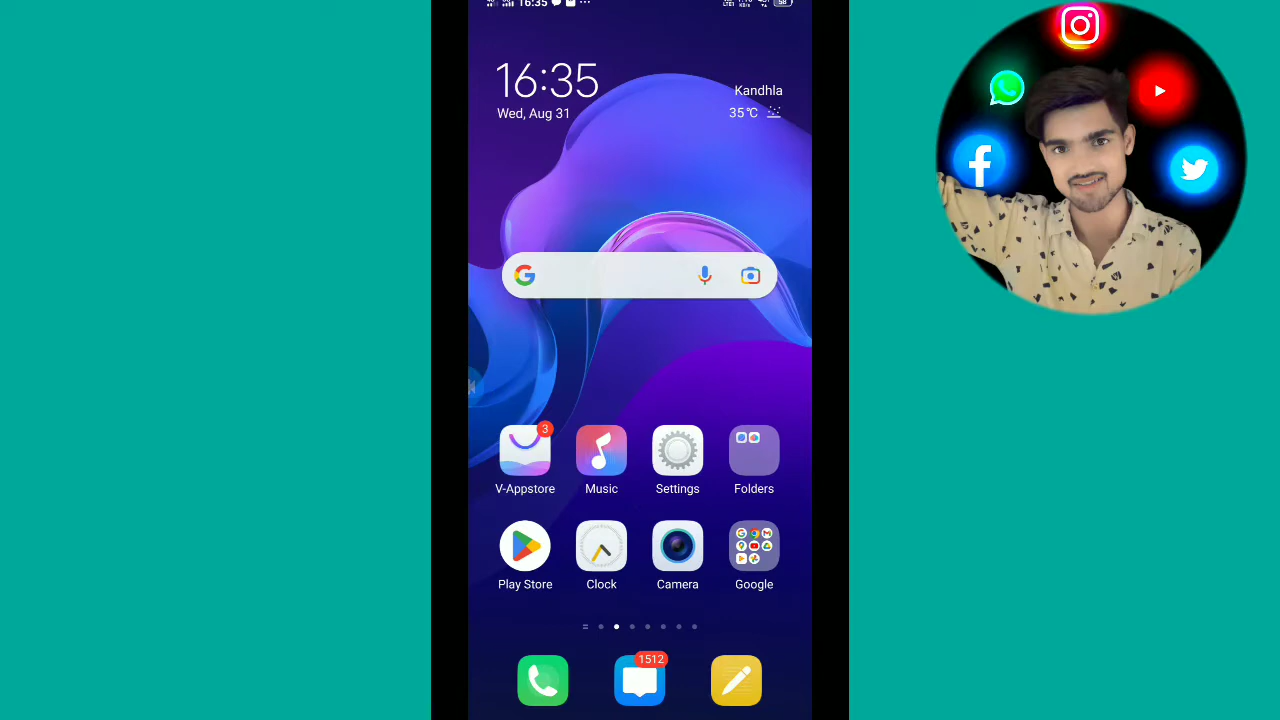 16:35
16:35
Wed, Aug 31
Kandhla
35℃
3
V-Appstore
Music
Settings
Folders
Play Store
Clock
Camera
Google
1512